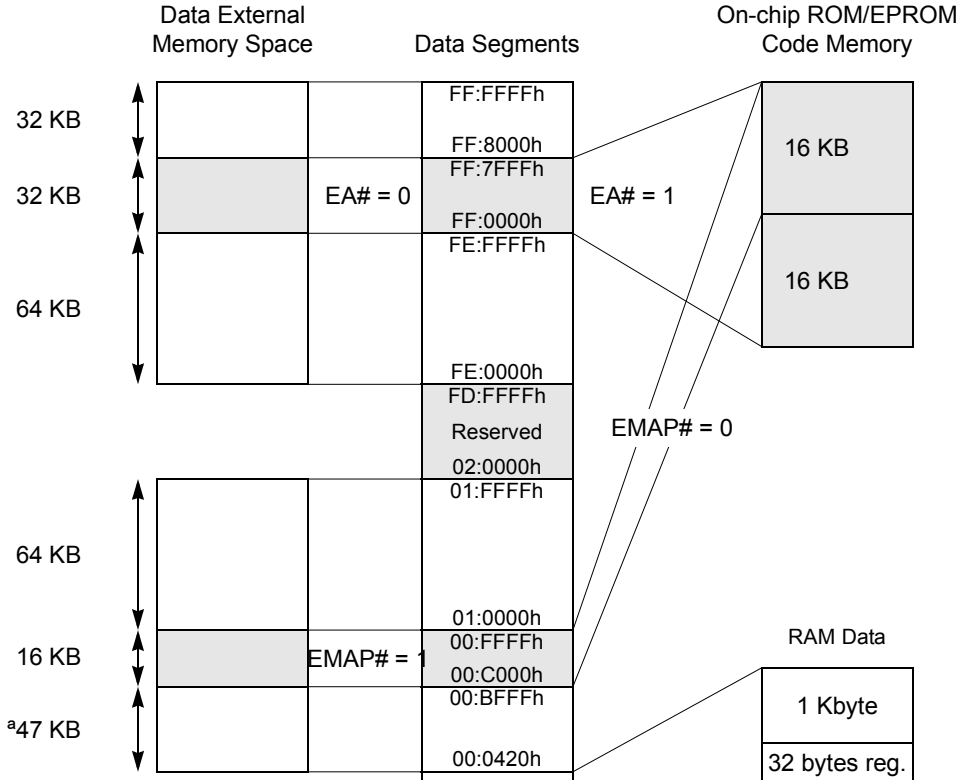 Data External
Memory Space
Data Segments
On-chip ROM/EPROM
Code Memory
32 KB
FF:FFFFh
FF:8000h
16 KB
32 KB
EA# = 0
FF:7FFFh
FF:0000h
EA# = 1
64 KB
FE:FFFFh
FE:0000h
16 KB
FD:FFFFh
Reserved
02:0000h
EMAP# = 0
64 KB
01:FFFFh
01:0000h
16 KB
EMAP# = 1
00:FFFFh
00:C000h
RAM Data
ª47 KB
00:BFFFh
00:0420h
1 Kbyte
32 bytes reg.